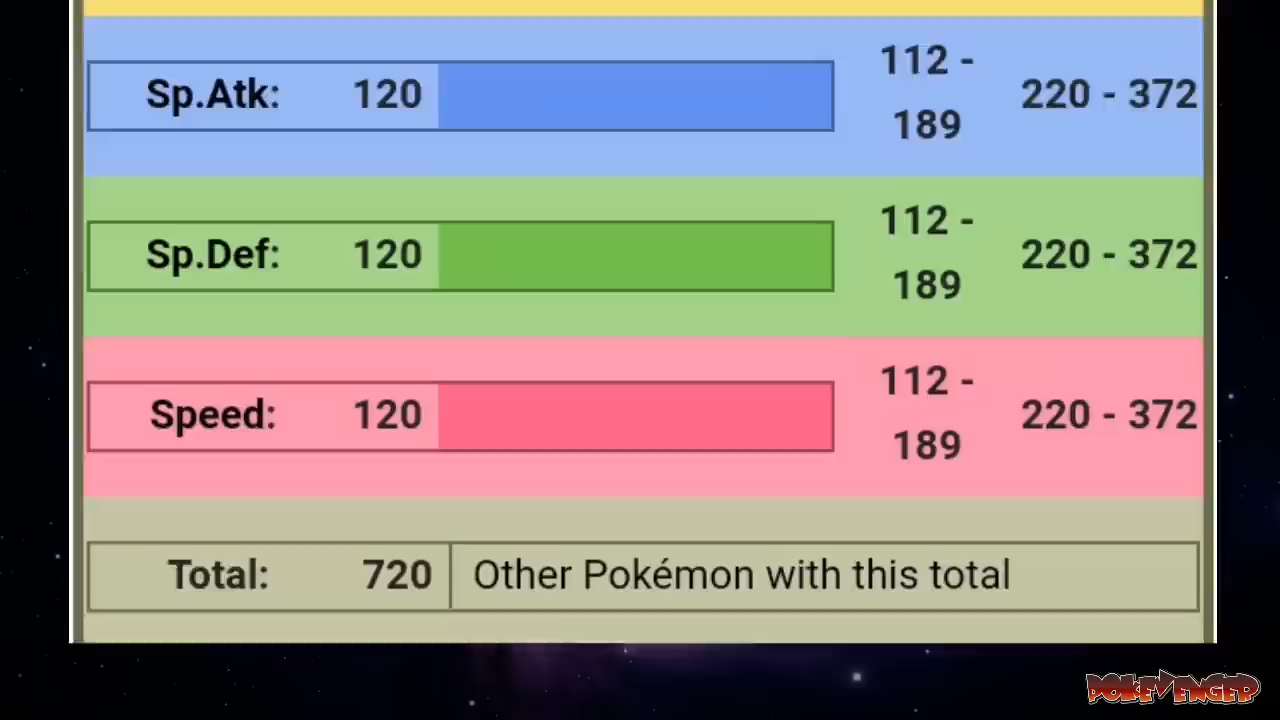 Sp.Atk: 120 112 - 189 220 - 372
Sp.Def: 120 112 - 189 220 - 372
Speed: 120 112 - 189 220 - 372
Total: 720 Other Pokémon with this total
POKEVENGER